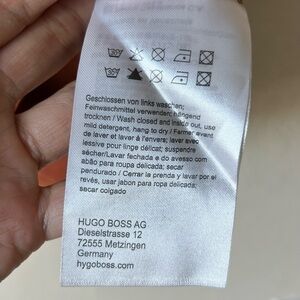 Geschlossen von links waschen;
Feinwaschmittel verwenden; hängend
trocknen / Wash closed and inside out, use
mild detergent, hang to dry / Fermer avant
de laver et laver à l'envers; laver avec
lessive pour linge délicat; suspendre
sécher/Lavar fechada e do avesso com
sabão para roupa delicada; secar
pendurado / Cerrar la prenda y lavar por el
revés, usar jabón para ropa delicada;
secar colgado
HUGO BOSS AG
Dieselstrasse 12
72555 Metzingen
Germany
hygoboss.com